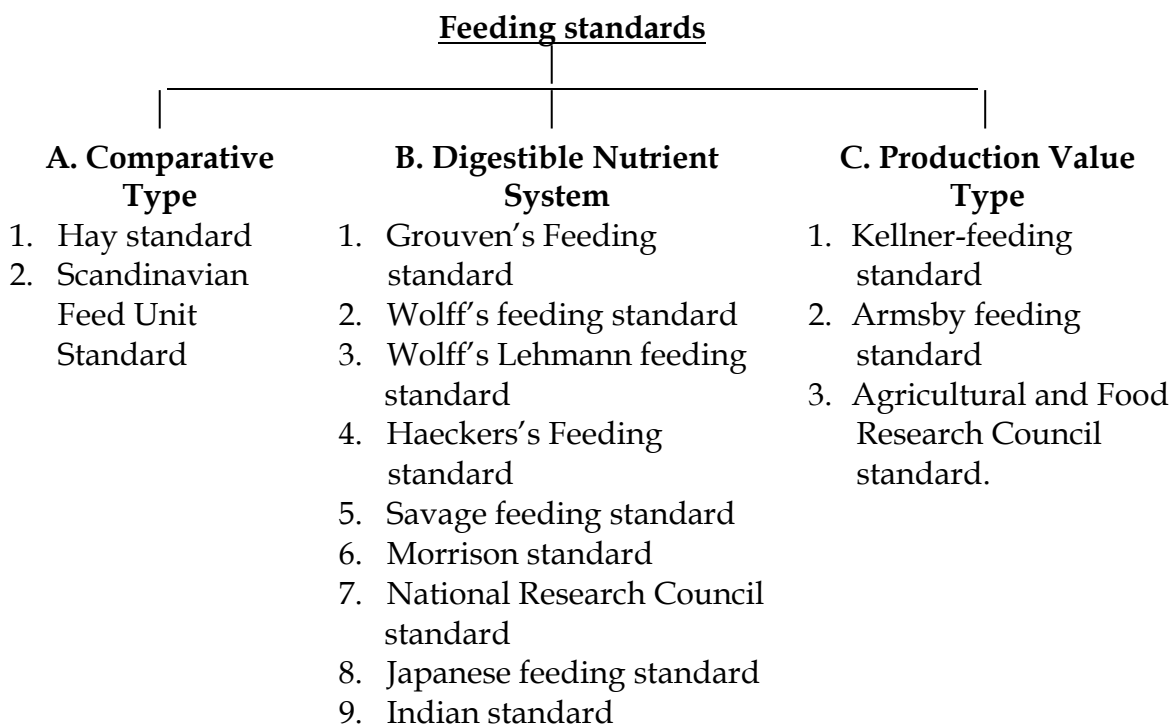 Feeding standards
A. Comparative
Type
1. Hay standard
2. Scandinavian
Feed Unit
Standard
B. Digestible Nutrient
System
1. Grouven’s Feeding
standard
2. Wolff’s feeding standard
3. Wolff’s Lehmann feeding
standard
4. Haeckers’s Feeding
standard
5. Savage feeding standard
6. Morrison standard
7. National Research Council
standard
8. Japanese feeding standard
9. Indian standard
C. Production Value
Type
1. Kellner-feeding
standard
2. Armsby feeding
standard
3. Agricultural and Food
Research Council
standard.